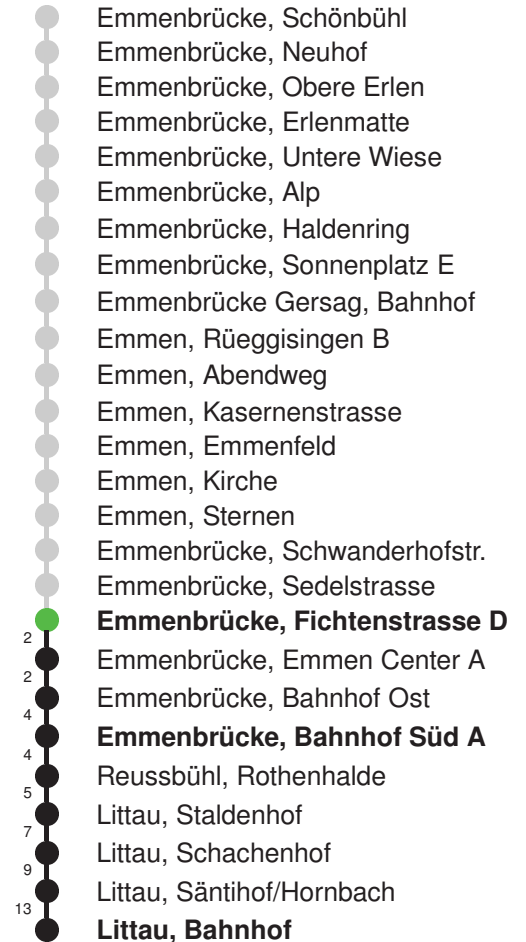 Emmenbrücke, Schönbühl
Emmenbrücke, Neuhof
Emmenbrücke, Obere Erlen
Emmenbrücke, Erlenmatte
Emmenbrücke, Untere Wiese
Emmenbrücke, Alp
Emmenbrücke, Haldenring
Emmenbrücke, Sonnenplatz E
Emmenbrücke Gersag, Bahnhof
Emmen, Rüeggisingen B
Emmen, Abendweg
Emmen, Kasernenstrasse
Emmen, Emmenfeld
Emmen, Kirche
Emmen, Sternen
Emmenbrücke, Schwanderhofstr.
Emmenbrücke, Sedelstrasse
Emmenbrücke, Fichtenstrasse D
2
Emmenbrücke, Emmen Center A
2
Emmenbrücke, Bahnhof Ost
4
Emmenbrücke, Bahnhof Süd A
4
Reussbühl, Rothenhalde
5
Littau, Staldenhof
7
Littau, Schachenhof
9
Littau, Säntihof/Hornbach
13
Littau, Bahnhof